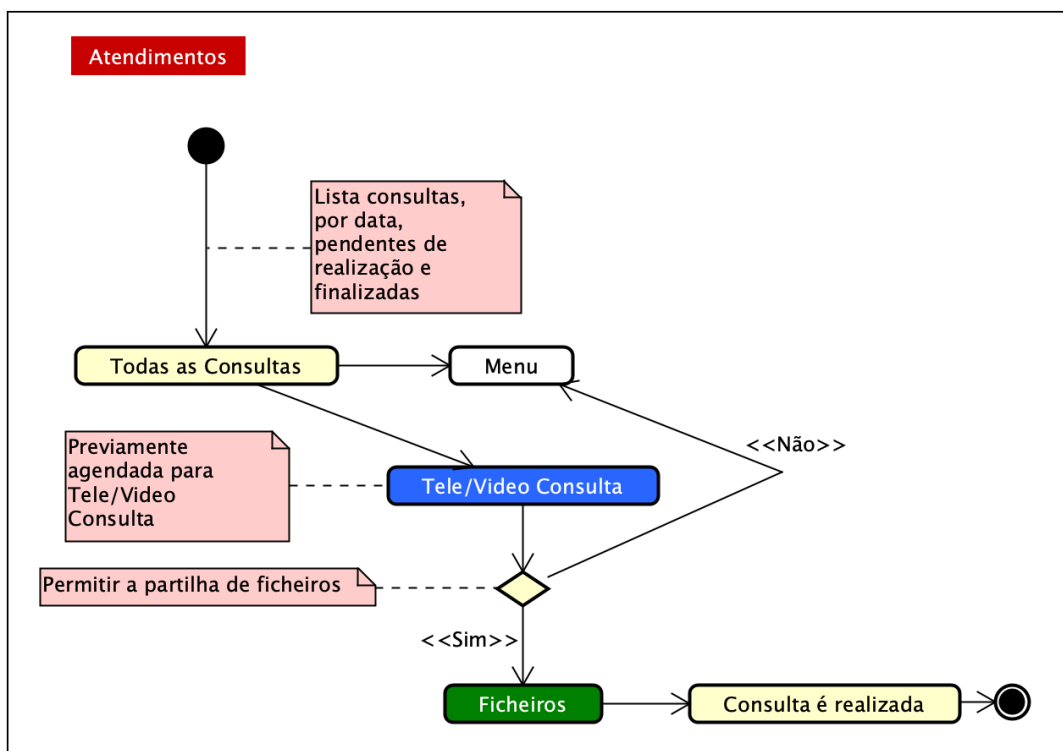 Atendimentos
Lista consultas,
por data,
pendentes de
realização e
finalizadas
Todas as Consultas
Menu
Previamente
agendada para
Tele/Video
Consulta
<<Não>>
Tele/Video Consulta
Permitir a partilha de ficheiros
<<Sim>>
Ficheiros
Consulta é realizada